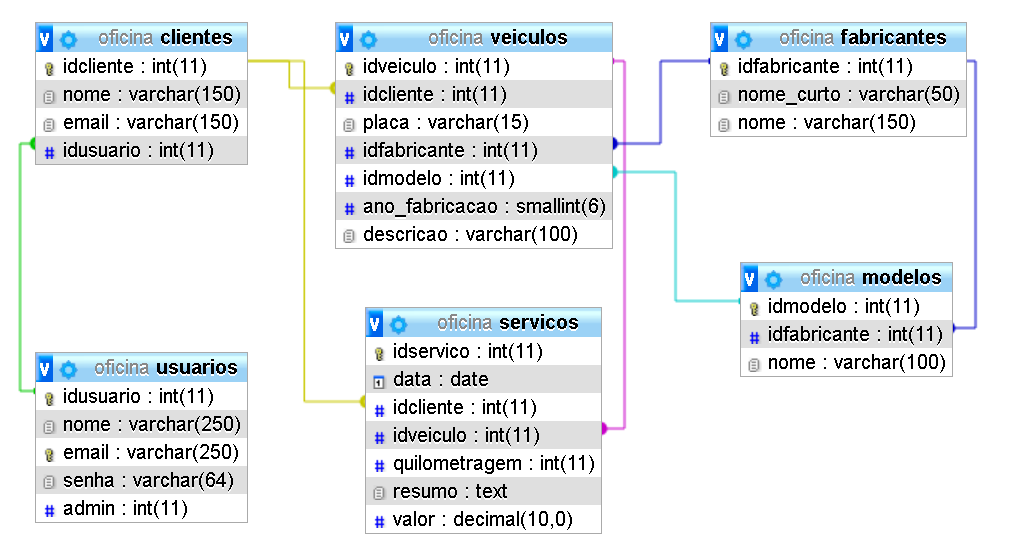 v oficina clientes
idcliente : int(11)
nome : varchar(150)
email : varchar(150)
idusuario : int(11)
v oficina veiculos
idveiculo : int(11)
idcliente : int(11)
placa : varchar(15)
idfabricante : int(11)
idmodelo : int(11)
ano_fabricacao : smallint(6)
descricao : varchar(100)
v oficina fabricantes
idfabricante : int(11)
nome_curto : varchar(50)
nome : varchar(150)
v oficina modelos
idmodelo : int(11)
idfabricante : int(11)
nome : varchar(100)
v oficina servicos
idservico : int(11)
data : date
idcliente : int(11)
idveiculo : int(11)
quilometragem : int(11)
resumo : text
valor : decimal(10,0)
v oficina usuarios
idusuario : int(11)
nome : varchar(250)
email : varchar(250)
senha : varchar(64)
admin : int(11)